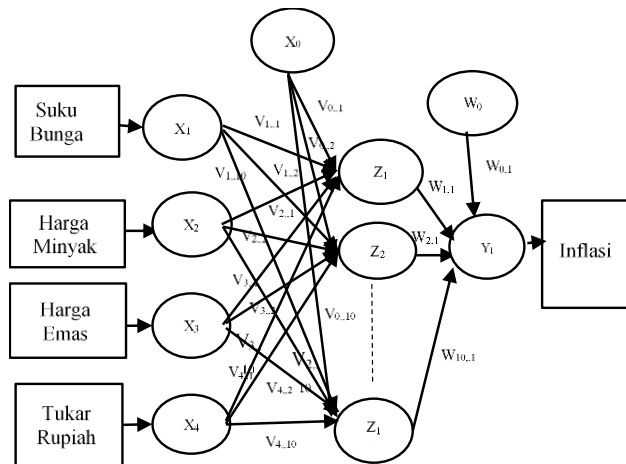 X0
Suku
Bunga
X1
V1,.1
V0,.1
V0,.2
W0
V1,.2
V1,.10
Z1
W0,1
W1,1
Harga
Minyak
X2
V2,.1
Z2
W2,1
Y1
Inflasi
Harga
Emas
X3
V0,.10
V4,.2
W10,.1
Tukar
Rupiah
X4
V4,.10
Z1